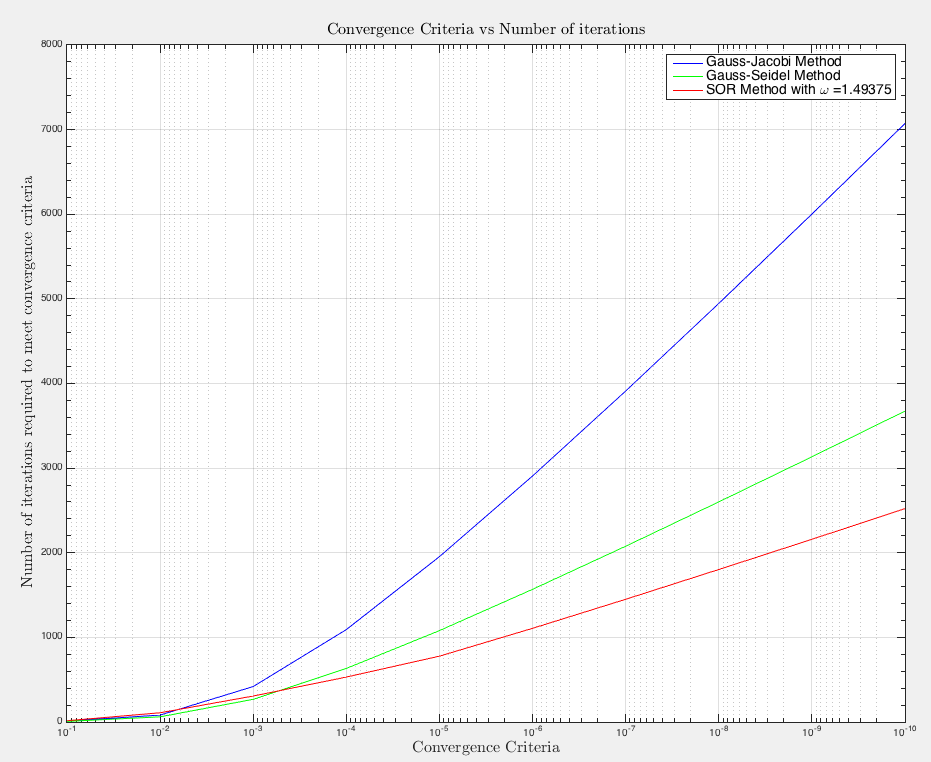 Convergence Criteria vs Number of iterations
Gauss-Jacobi Method
Gauss-Seidel Method
SOR Method with ω =1.49375
Number of iterations required to meet convergence criteria
8000
7000
6000
5000
4000
3000
2000
1000
0
10^-1 10^-2 10^-3 10^-4 10^-5 10^-6 10^-7 10^-8 10^-9 10^-10
Convergence Criteria